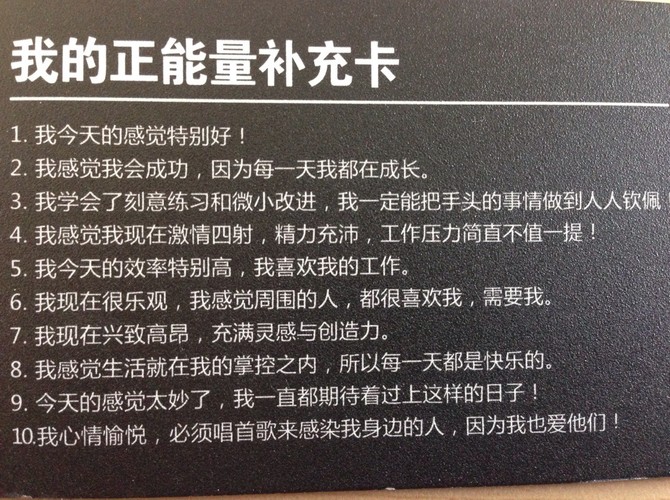 我的正能量补充卡
1. 我今天的感觉特别好！
2. 我感觉我会成功，因为每一天我都在成长。
3. 我学会了刻意练习和微小改进，我一定能把手头的事情做到人人钦佩！
4. 我感觉我现在激情四射，精力充沛，工作压力简直不值一提！
5. 我今天的效率特别高，我喜欢我的工作。
6. 我现在很乐观，我感觉周围的人，都很喜欢我，需要我。
7. 我现在兴致高昂，充满灵感与创造力。
8. 我感觉生活就在我的掌控之内，所以每一天都是快乐的。
9. 今天的感觉太妙了，我一直都期待着过上这样的日子！
10.我心情愉悦，必须唱首歌来感染我身边的人，因为我也爱他们！